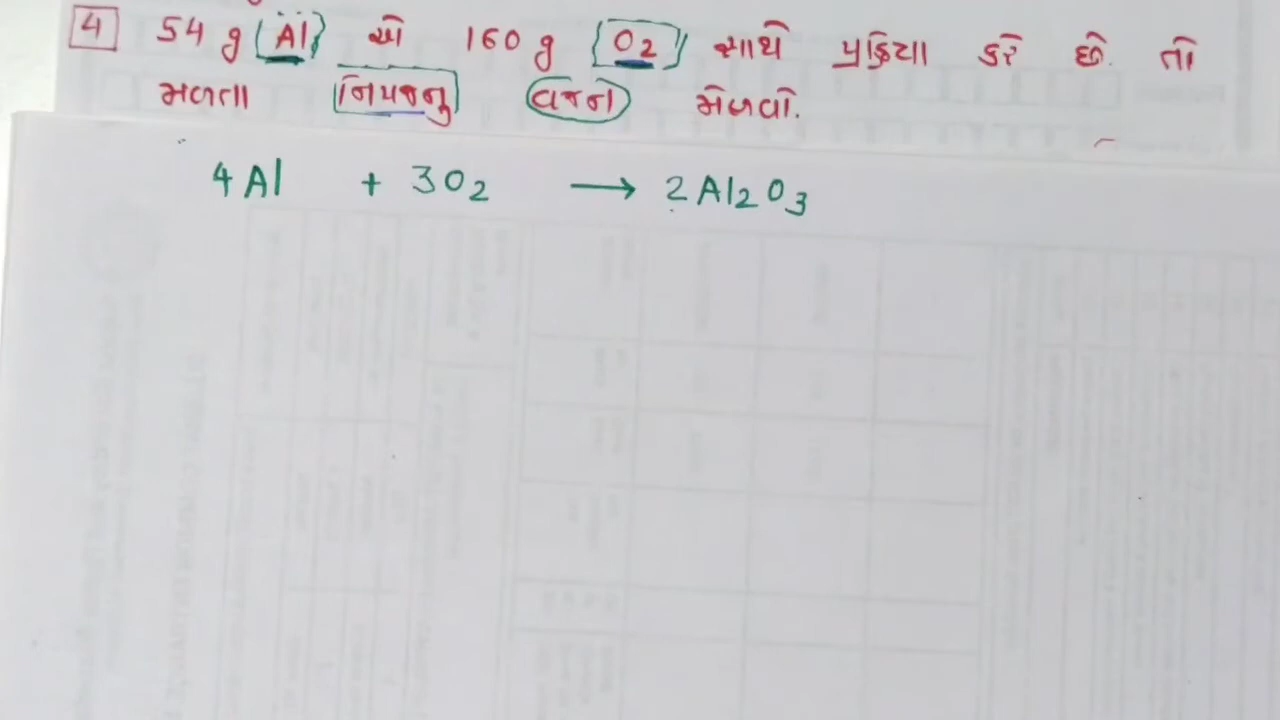 4 54 g Al એ 160 g O2 સાથે પ્રક્રિયા કરે છે. તો
મળતા નિપજનુ વજન મેળવો.
4Al + 3O2 → 2Al2O3